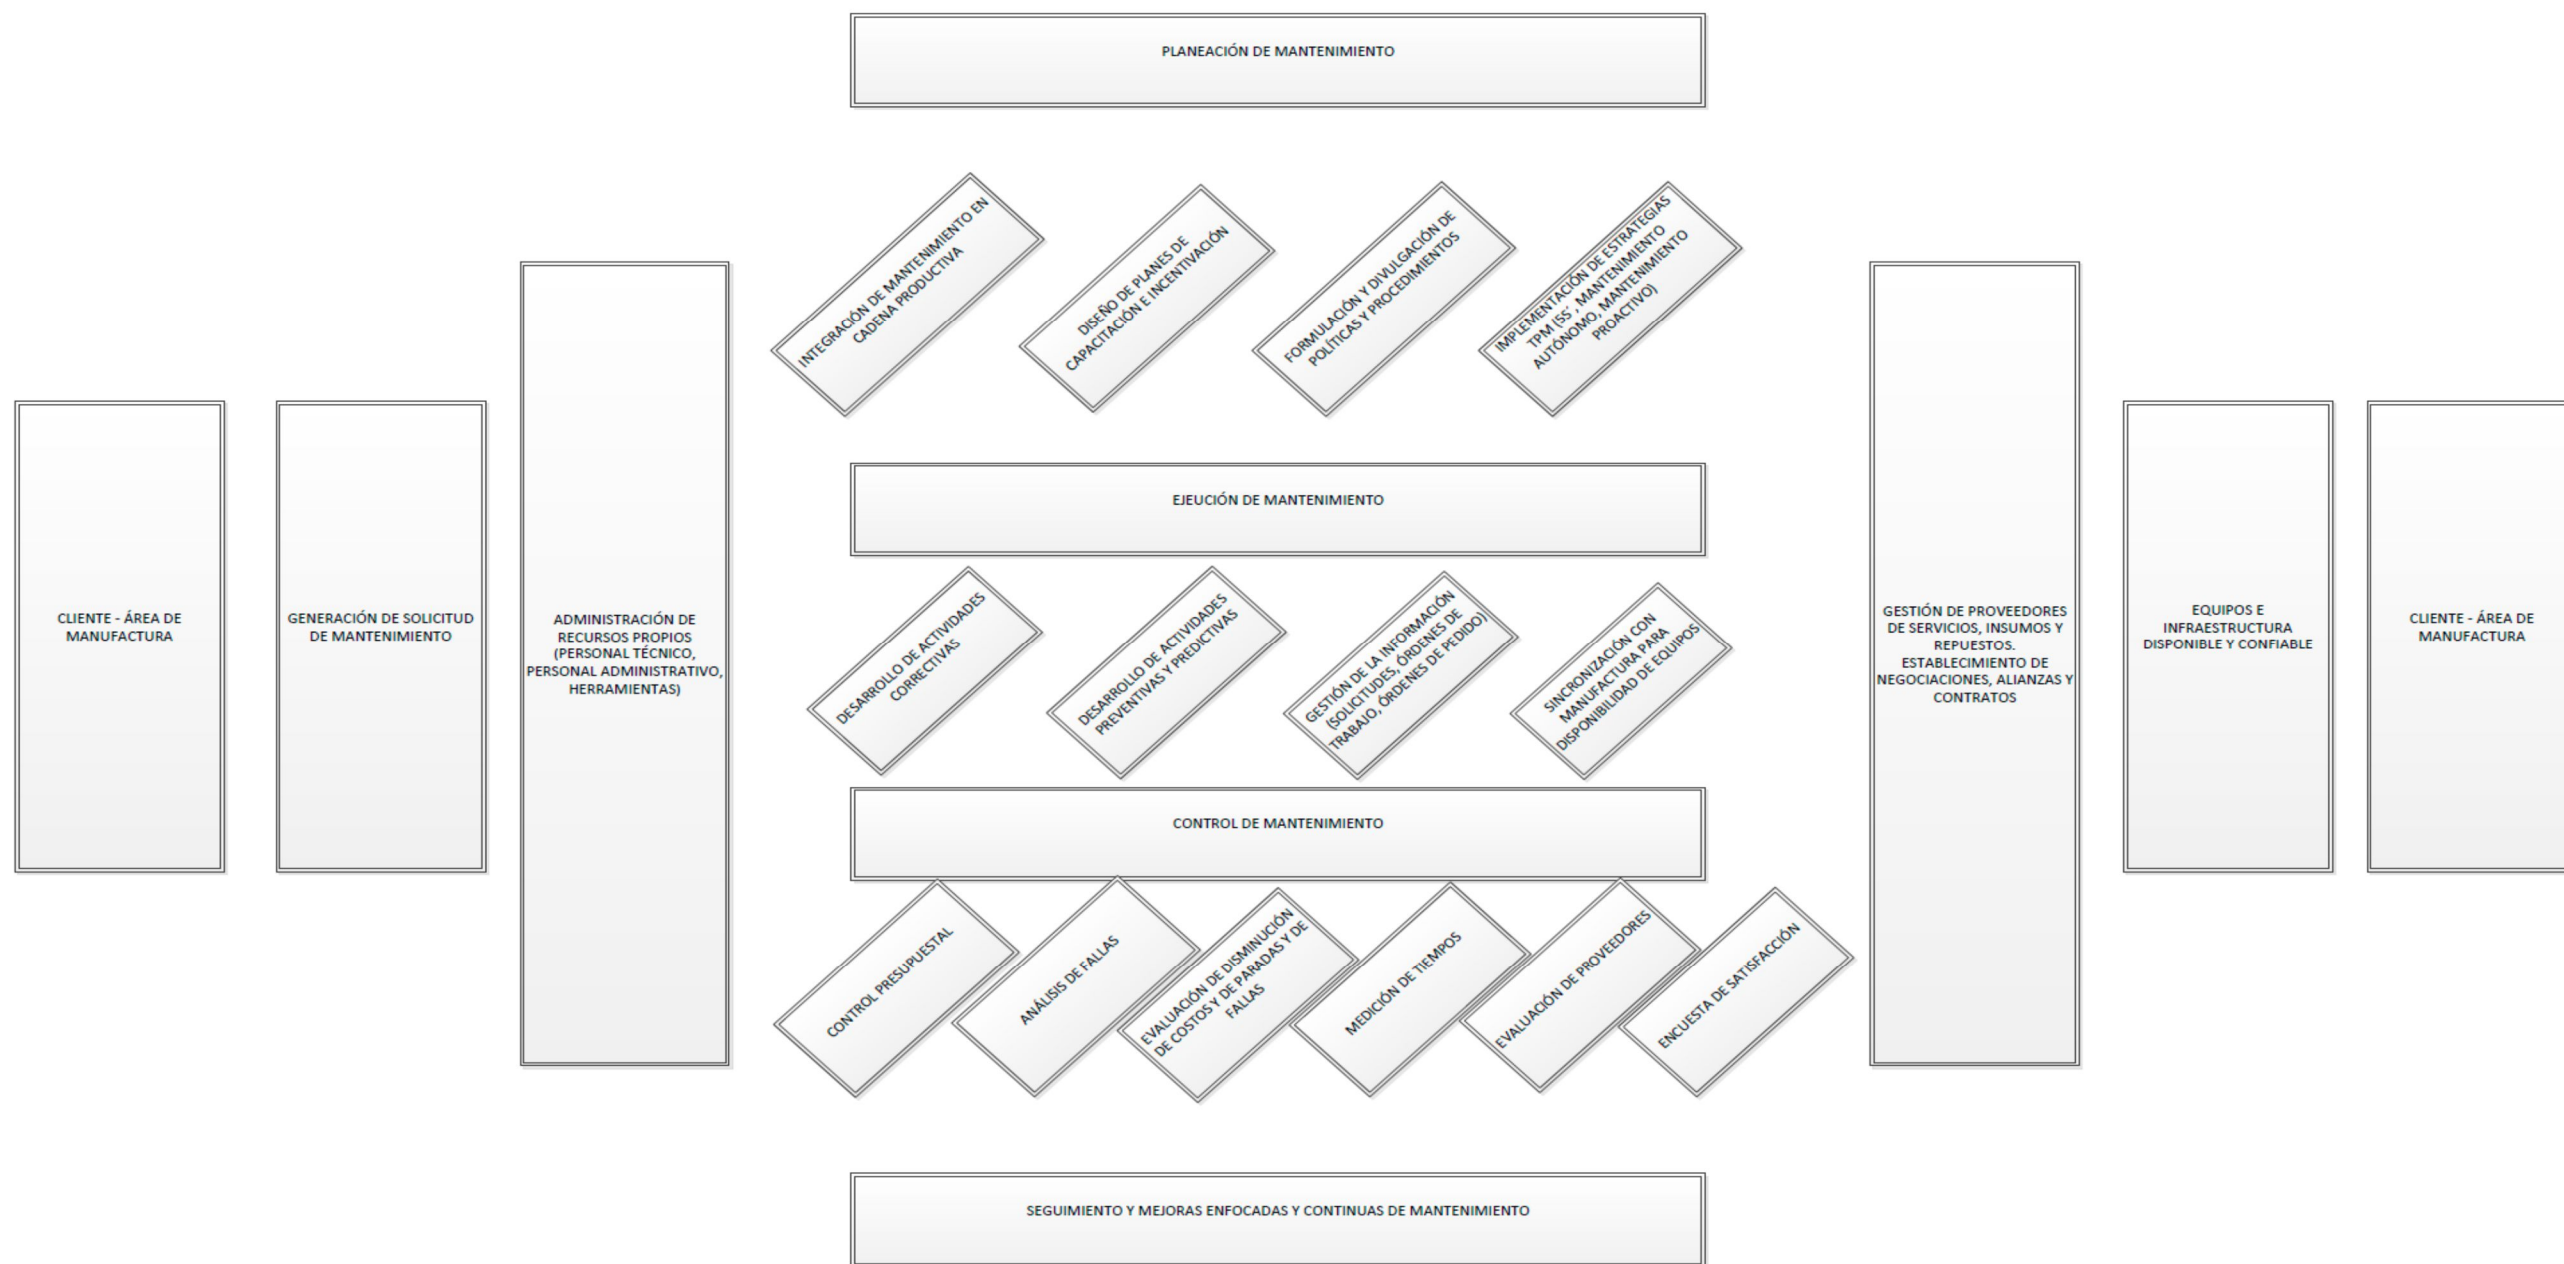 PLANEACIÓN DE MANTENIMIENTO
INTEGRACIÓN DE MANTENIMIENTO EN
CADENA PRODUCTIVA
DISEÑO DE PLANES DE
CAPACITACIÓN E INCENTIVACIÓN
FORMULACIÓN Y DIVULGACIÓN DE
POLÍTICAS Y PROCEDIMIENTOS
IMPLEMENTACIÓN DE ESTRATEGIAS
TPM (5S´, MANTENIMIENTO
AUTÓNOMO, MANTENIMIENTO
PROACTIVO)
CLIENTE - ÁREA DE
MANUFACTURA
GENERACIÓN DE SOLICITUD
DE MANTENIMIENTO
ADMINISTRACIÓN DE
RECURSOS PROPIOS
(PERSONAL TÉCNICO,
PERSONAL ADMINISTRATIVO,
HERRAMIENTAS)
EJEUCIÓN DE MANTENIMIENTO
DESARROLLO DE ACTIVIDADES
CORRECTIVAS
DESARROLLO DE ACTIVIDADES
PREVENTIVAS Y PREDICTIVAS
GESTIÓN DE LA INFORMACIÓN
(SOLICITUDES, ÓRDENES DE
TRABAJO, ÓRDENES DE PEDIDO)
SINCRONIZACIÓN CON
MANUFACTURA PARA
DISPONIBILIDAD DE EQUIPOS
CONTROL DE MANTENIMIENTO
CONTROL PRESUPUESTAL
ANÁLISIS DE FALLAS
EVALUACIÓN DE DISMINUCIÓN
DE COSTOS Y DE PARADAS Y DE
FALLAS
MEDICIÓN DE TIEMPOS
EVALUACIÓN DE PROVEEDORES
ENCUESTA DE SATISFACCIÓN
SEGUIMIENTO Y MEJORAS ENFOCADAS Y CONTINUAS DE MANTENIMIENTO
GESTIÓN DE PROVEEDORES
DE SERVICIOS, INSUMOS Y
REPUESTOS.
ESTABLECIMIENTO DE
NEGOCIACIONES, ALIANZAS Y
CONTRATOS
EQUIPOS E
INFRAESTRUCTURA
DISPONIBLE Y CONFIABLE
CLIENTE - ÁREA DE
MANUFACTURA